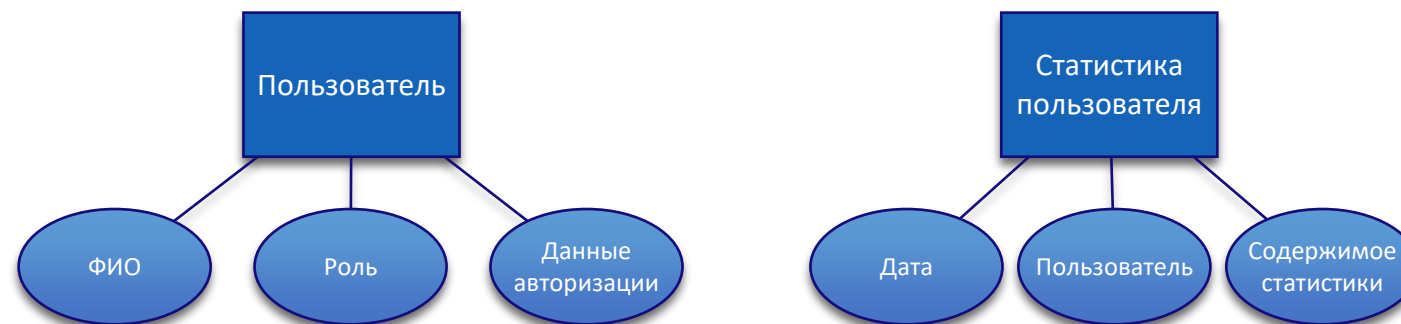 Пользователь
Статистика
пользователя
ФИО
Роль
Данные
авторизации
Дата
Пользователь
Содержимое
статистики